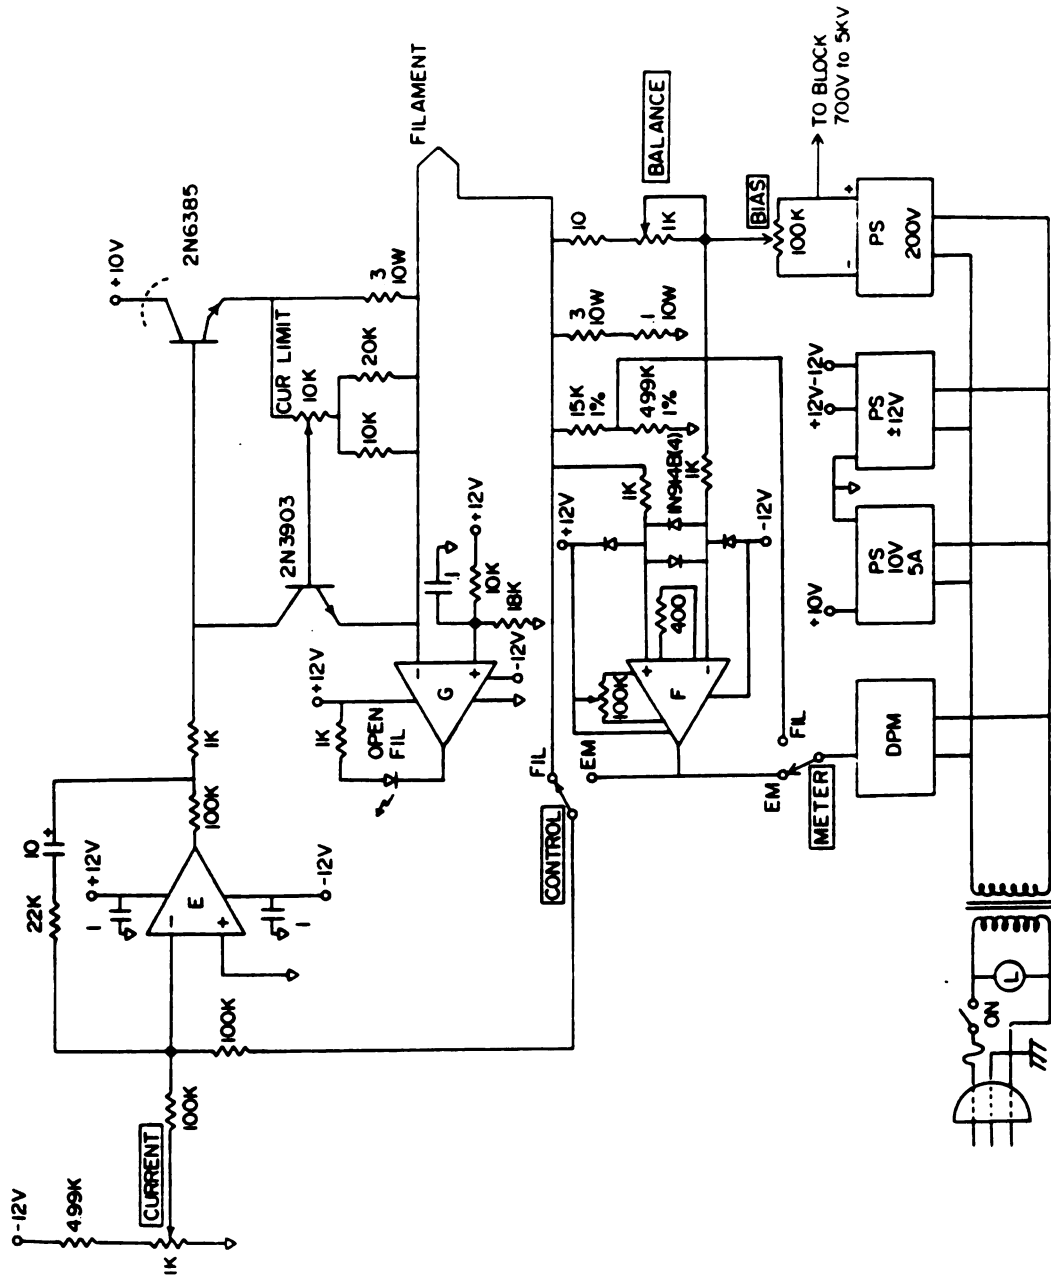 -12V
4.99K
1K
CURRENT
100K
100K
22K
10
+
+12V
1
E
-
+
1
-12V
100K
1K
+10V
2N6385
2N3903
CUR LIMIT
10K
10K
20K
3
10W
FILAMENT
+12V
1K
OPEN
FIL
G
-
+
.1
+12V
10K
18K
-12V
CONTROL
FIL
EM
+12V
1K
1N914B(4)
1K
-12V
100K
F
+
-
400
15K
1%
499K
1%
3
10W
.1
10W
10
1K
BALANCE
BIAS
100K
TO BLOCK
700V to 5KV
METER
EM
FIL
DPM
+10V
PS
10V
5A
+12V
-12V
PS
±12V
-
+
PS
200V
L
ON